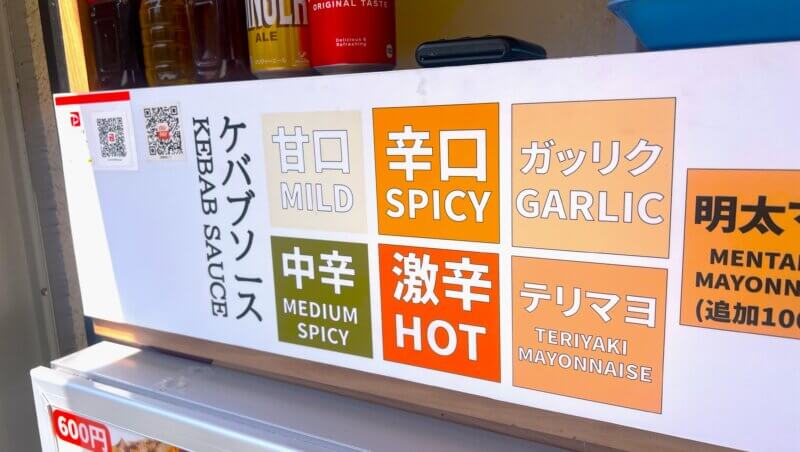 ALE
ORIGINAL TASTE
Delicious &
Refreshing
ケバブソース
KEBAB SAUCE
甘口
MILD
辛口
SPICY
ガッリク
GARLIC
中辛
MEDIUM
SPICY
激辛
HOT
テリマヨ
TERIYAKI
MAYONNAISE
明太マ
MENTA
MAYONN
(追加10
600円